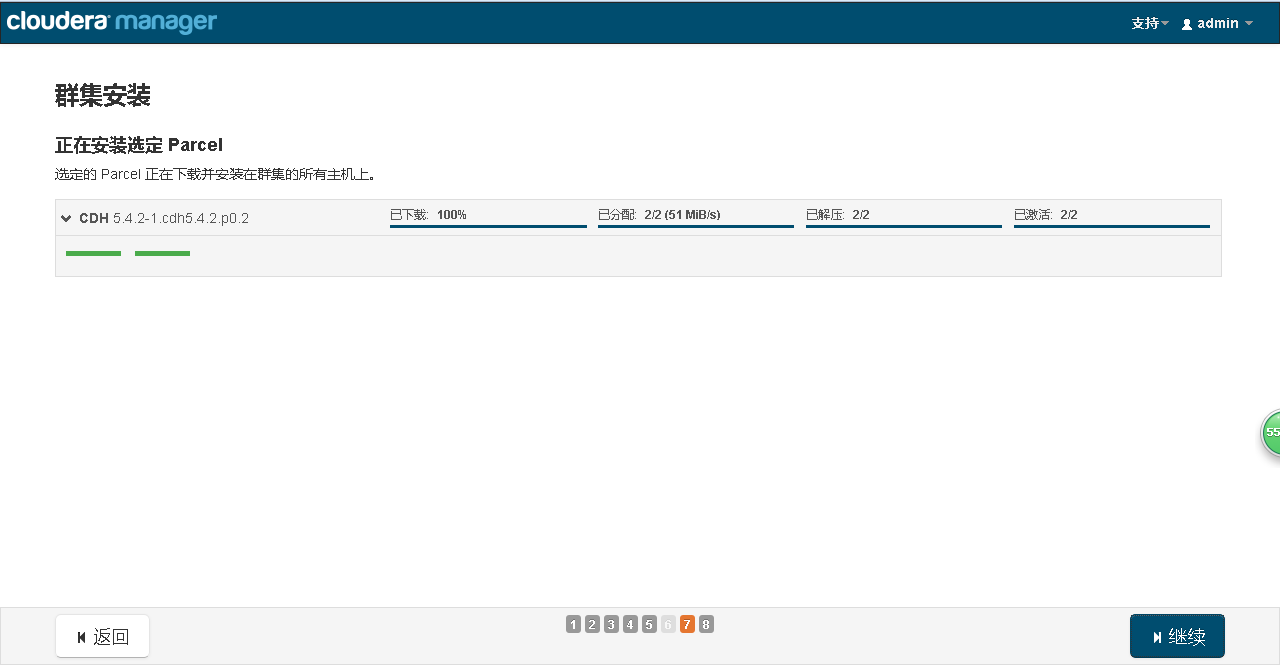 cloudera manager
支持 admin
群集安装
正在安装选定 Parcel
选定的 Parcel 正在下载并安装在群集的所有主机上。
CDH 5.4.2-1.cdh5.4.2.p0.2 已下载: 100% 已分配: 2/2 (51 MiB/s) 已解压: 2/2 已激活: 2/2
55
返回 1 2 3 4 5 6 7 8 继续